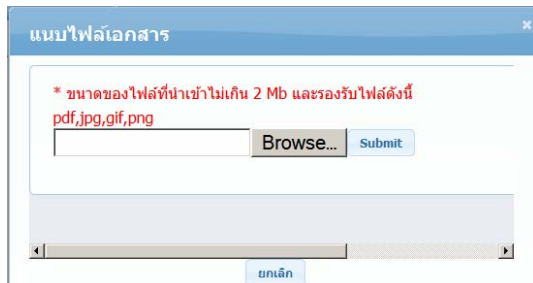 แนบไฟล์เอกสาร
* ขนาดของไฟล์ที่นำเข้าไม่เกิน 2 Mb และรองรับไฟล์ดังนี้
pdf,jpg,gif,png
Browse... Submit
ยกเลิก